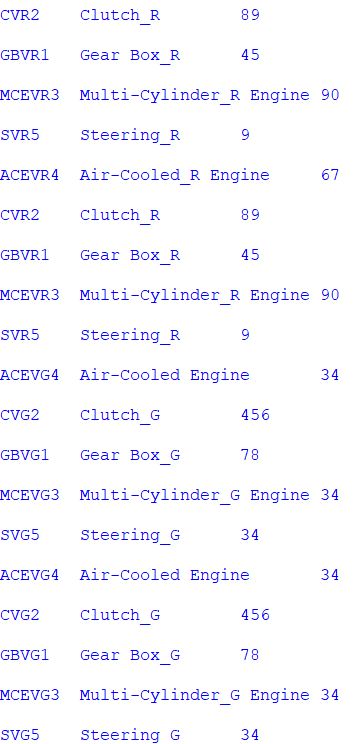 CVR2 Clutch_R 89
GBVR1 Gear Box_R 45
MCEVR3 Multi-Cylinder_R Engine 90
SVR5 Steering_R 9
ACEVR4 Air-Cooled_R Engine 67
CVR2 Clutch_R 89
GBVR1 Gear Box_R 45
MCEVR3 Multi-Cylinder_R Engine 90
SVR5 Steering_R 9
ACEVG4 Air-Cooled Engine 34
CVG2 Clutch_G 456
GBVG1 Gear Box_G 78
MCEVG3 Multi-Cylinder_G Engine 34
SVG5 Steering_G 34
ACEVG4 Air-Cooled Engine 34
CVG2 Clutch_G 456
GBVG1 Gear Box_G 78
MCEVG3 Multi-Cylinder_G Engine 34
SVG5 Steering G 34